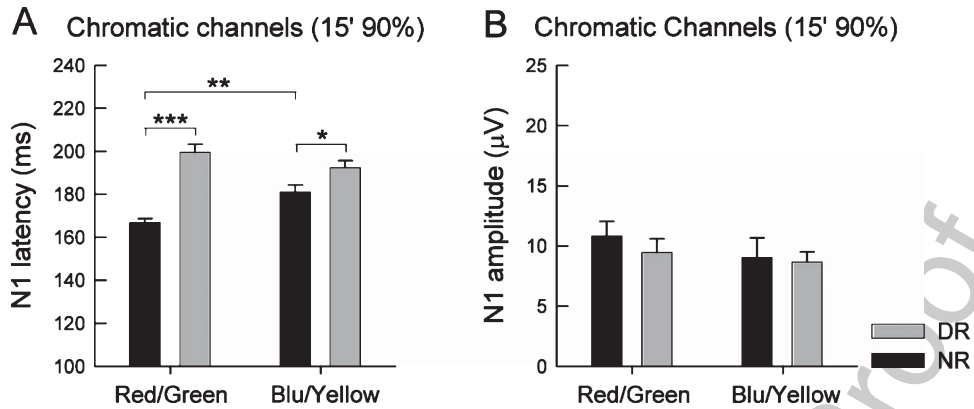 A Chromatic channels (15' 90%)
B Chromatic Channels (15' 90%)
N1 latency (ms)
240
220
200
180
160
140
120
100
**
***
*
Red/Green
Blu/Yellow
N1 amplitude (μV)
25
20
15
10
5
0
Red/Green
Blu/Yellow
DR
NR
proof